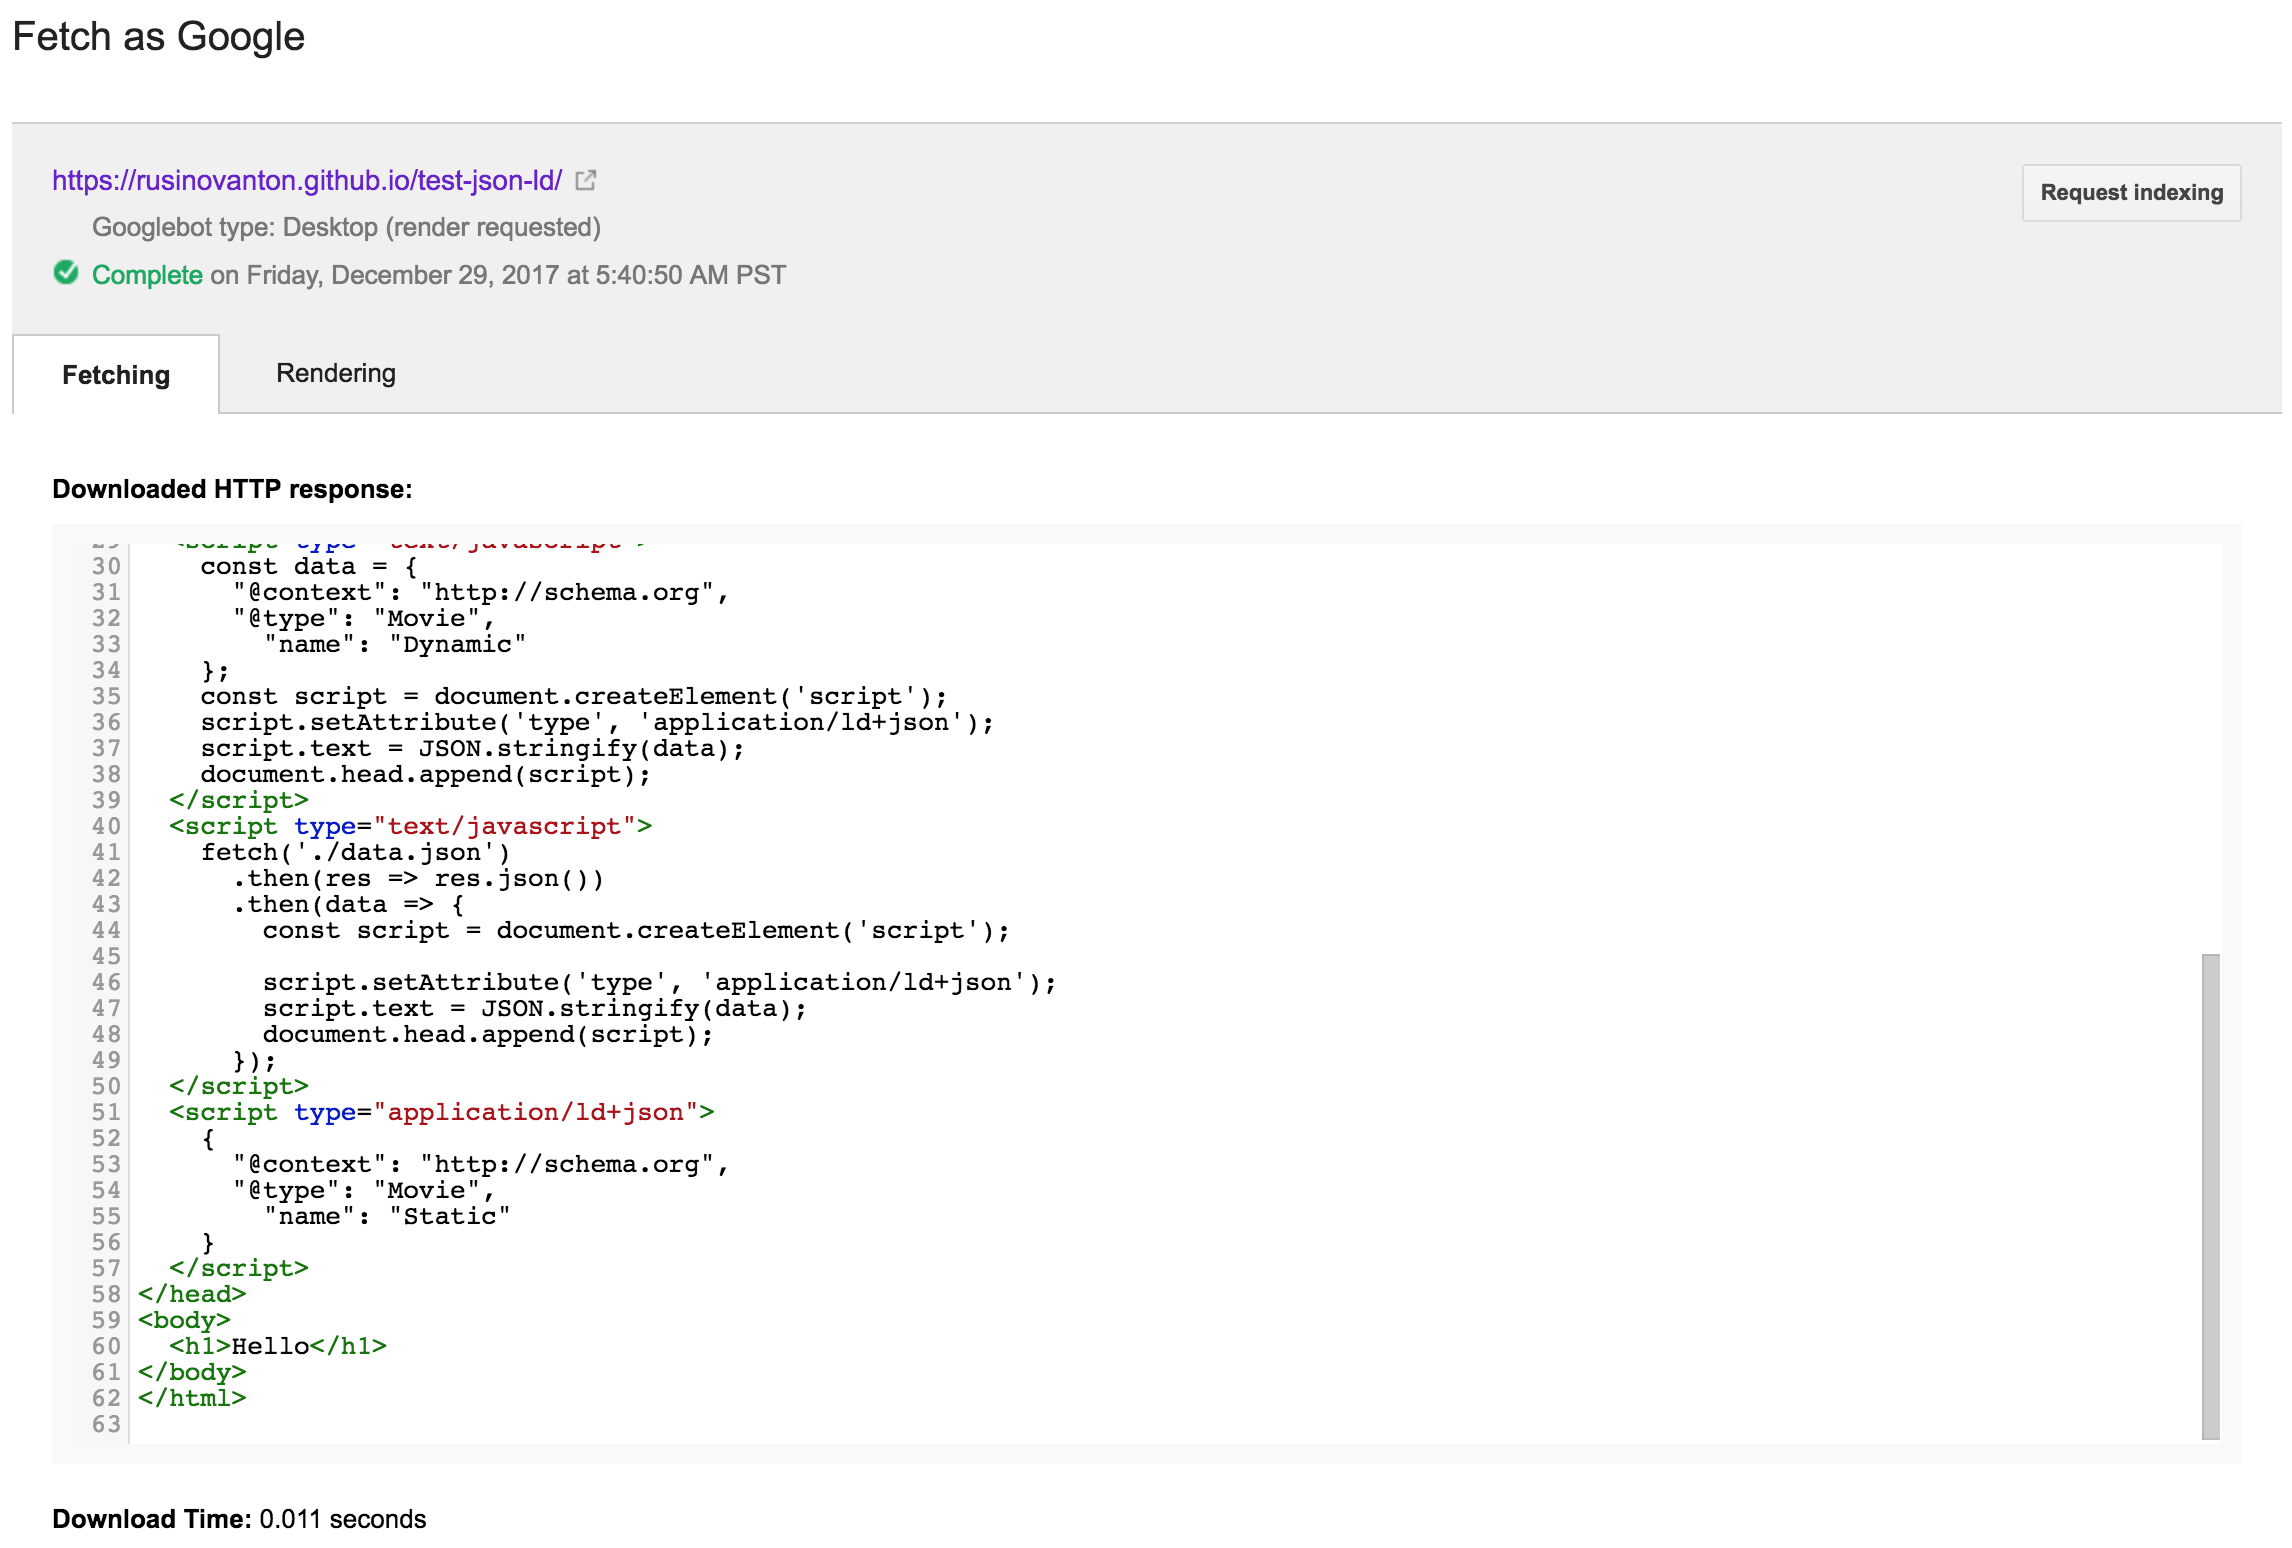 Fetch as Google
https://rusinovanton.github.io/test-json-ld/
Request indexing
Googlebot type: Desktop (render requested)
Complete on Friday, December 29, 2017 at 5:40:50 AM PST
Fetching
Rendering
Downloaded HTTP response:
29   <script type="text/javascript">
30     const data = {
31       "@context": "http://schema.org",
32       "@type": "Movie",
33         "name": "Dynamic"
34     };
35     const script = document.createElement('script');
36     script.setAttribute('type', 'application/ld+json');
37     script.text = JSON.stringify(data);
38     document.head.append(script);
39   </script>
40   <script type="text/javascript">
41     fetch('./data.json')
42       .then(res => res.json())
43       .then(data => {
44         const script = document.createElement('script');
45
46         script.setAttribute('type', 'application/ld+json');
47         script.text = JSON.stringify(data);
48         document.head.append(script);
49       });
50   </script>
51   <script type="application/ld+json">
52     {
53       "@context": "http://schema.org",
54       "@type": "Movie",
55         "name": "Static"
56     }
57   </script>
58 </head>
59 <body>
60   <h1>Hello</h1>
61 </body>
62 </html>
63
Download Time: 0.011 seconds